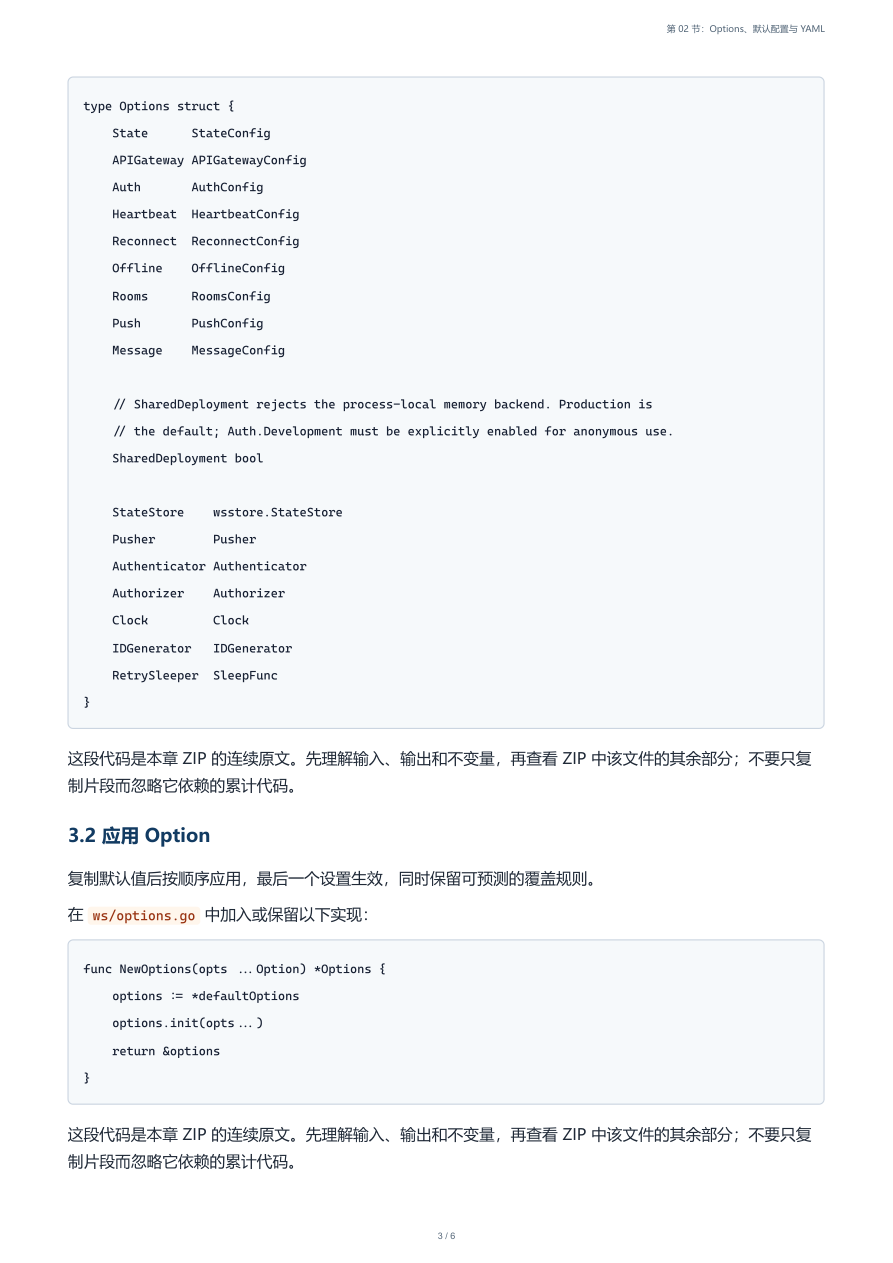 第 02 节：Options、默认配置与 YAML
type Options struct {
    State      StateConfig
    APIGateway APIGatewayConfig
    Auth       AuthConfig
    Heartbeat  HeartbeatConfig
    Reconnect  ReconnectConfig
    Offline    OfflineConfig
    Rooms      RoomsConfig
    Push       PushConfig
    Message    MessageConfig
    // SharedDeployment rejects the process-local memory backend. Production is
    // the default; Auth.Development must be explicitly enabled for anonymous use.
    SharedDeployment bool
    StateStore    wsstore.StateStore
    Pusher        Pusher
    Authenticator Authenticator
    Authorizer    Authorizer
    Clock         Clock
    IDGenerator   IDGenerator
    RetrySleeper  SleepFunc
}
这段代码是本章 ZIP 的连续原文。先理解输入、输出和不变量，再查看 ZIP 中该文件的其余部分；不要只复
制片段而忽略它依赖的累计代码。
3.2 应用 Option
复制默认值后按顺序应用，最后一个设置生效，同时保留可预测的覆盖规则。
在 ws/options.go 中加入或保留以下实现：
func NewOptions(opts ...Option) *Options {
    options := *defaultOptions
    options.init(opts...)
    return &options
}
这段代码是本章 ZIP 的连续原文。先理解输入、输出和不变量，再查看 ZIP 中该文件的其余部分；不要只复
制片段而忽略它依赖的累计代码。
3 / 6